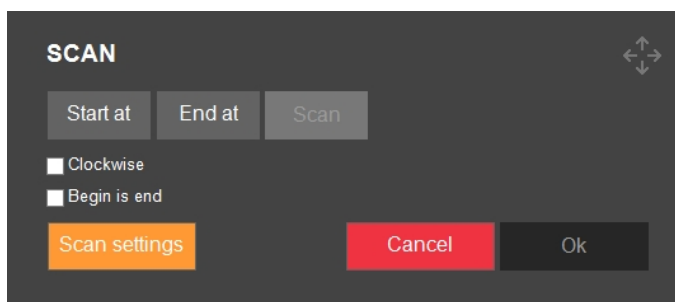 SCAN
Start at End at Scan
Clockwise
Begin is end
Scan settings Cancel Ok